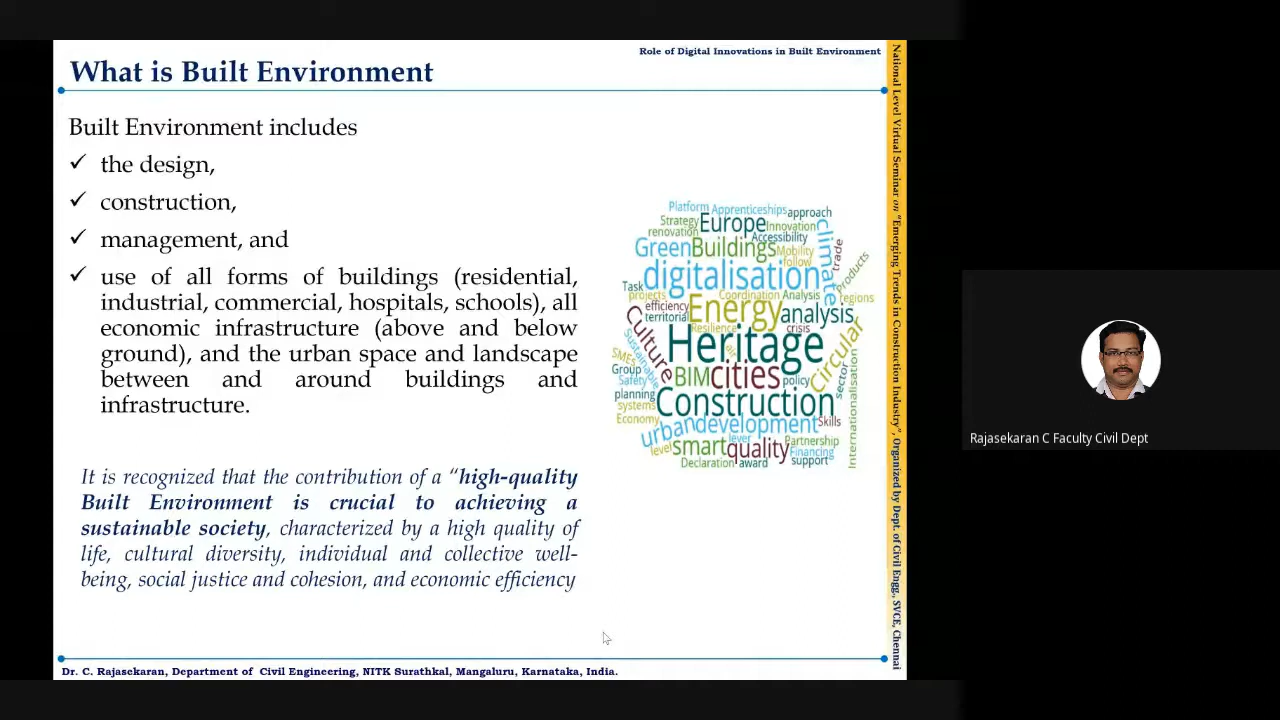 Role of Digital Innovations in Built Environment
What is Built Environment
Built Environment includes
✓ the design,
✓ construction,
✓ management, and
✓ use of all forms of buildings (residential,
industrial, commercial, hospitals, schools), all
economic infrastructure (above and below
ground), and the urban space and landscape
between and around buildings and
infrastructure.
It is recognized that the contribution of a “high-quality
Built Environment is crucial to achieving a
sustainable society, characterized by a high quality of
life, cultural diversity, individual and collective well-
being, social justice and cohesion, and economic efficiency
Platform Apprenticeships approach
Strategy Europe Innovation
renovation Accessibility
Green Buildings Mobility
follow
climate
trade
Products
digitalisation
Task
projects Coordination Analysis regions
efficiency Energy analysis
territorial
Resilience crisis
Culture
Heritage
air
Circular
Sustainable
SMEs
Group BIM cities policy sector
Safety
planning Construction
systems
Economy urban development Skills
Internationalisation
level smart lever quality Partnership
Financing
Declaration award support
National Level Virtual Seminar on “Emerging Trends in Construction Industry”, Organized by Dept. of Civil Engg., SVCE, Chennai
Dr. C. Rajasekaran, Department of Civil Engineering, NITK Surathkal, Mangaluru, Karnataka, India.
Rajasekaran C Faculty Civil Dept